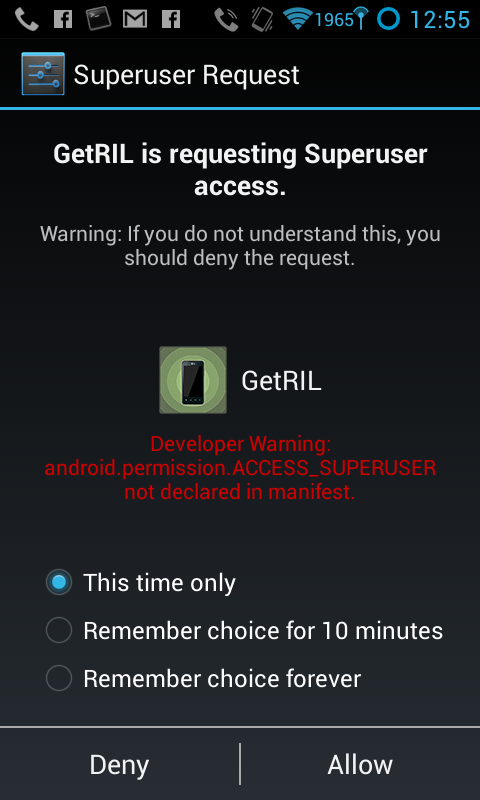 1965 12:55
Superuser Request
GetRIL is requesting Superuser
access.
Warning: If you do not understand this, you
should deny the request.
GetRIL
Developer Warning:
android.permission.ACCESS_SUPERUSER
not declared in manifest.
This time only
Remember choice for 10 minutes
Remember choice forever
Deny Allow